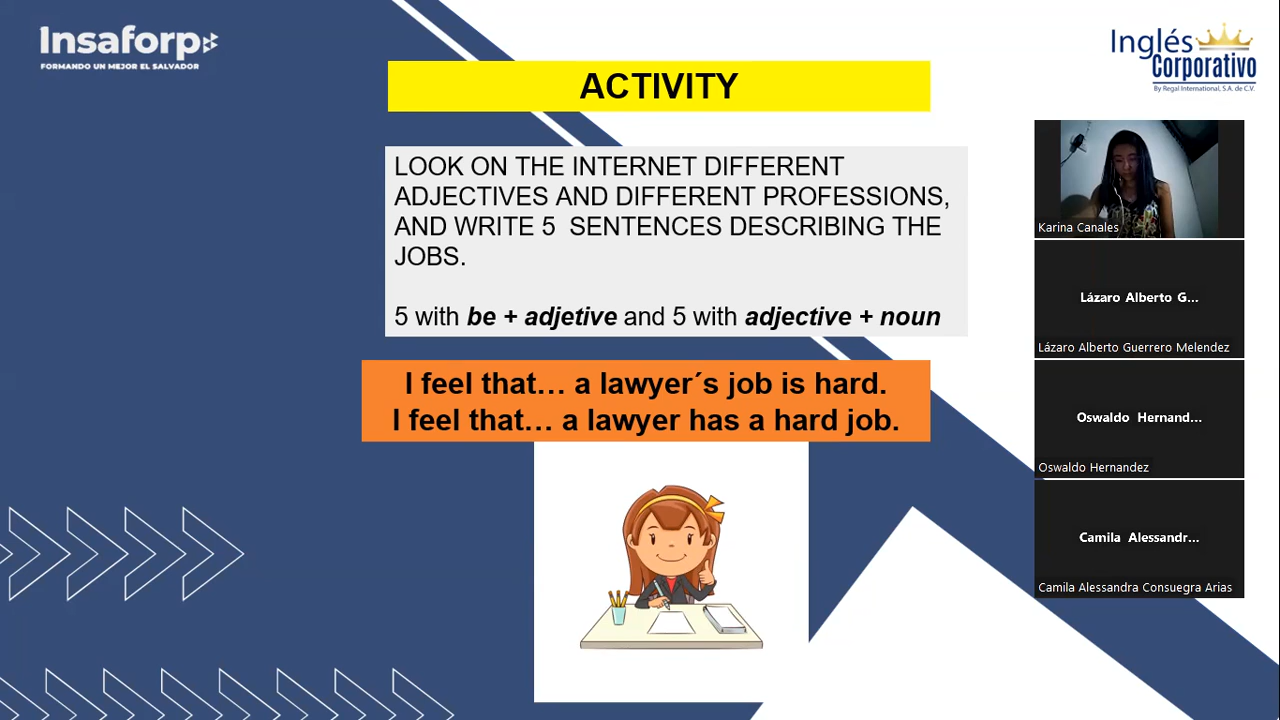 Insaforp
FORMANDO UN MEJOR EL SALVADOR
Inglés
Corporativo
By Regal International, S.A. de C.V.
ACTIVITY
LOOK ON THE INTERNET DIFFERENT
ADJECTIVES AND DIFFERENT PROFESSIONS,
AND WRITE 5 SENTENCES DESCRIBING THE
JOBS.
5 with be + adjetive and 5 with adjective + noun
I feel that… a lawyer´s job is hard.
I feel that… a lawyer has a hard job.
Karina Canales
Lázaro Alberto G...
Lázaro Alberto Guerrero Melendez
Oswaldo Hernand...
Oswaldo Hernandez
Camila Alessandr...
Camila Alessandra Consuegra Arias